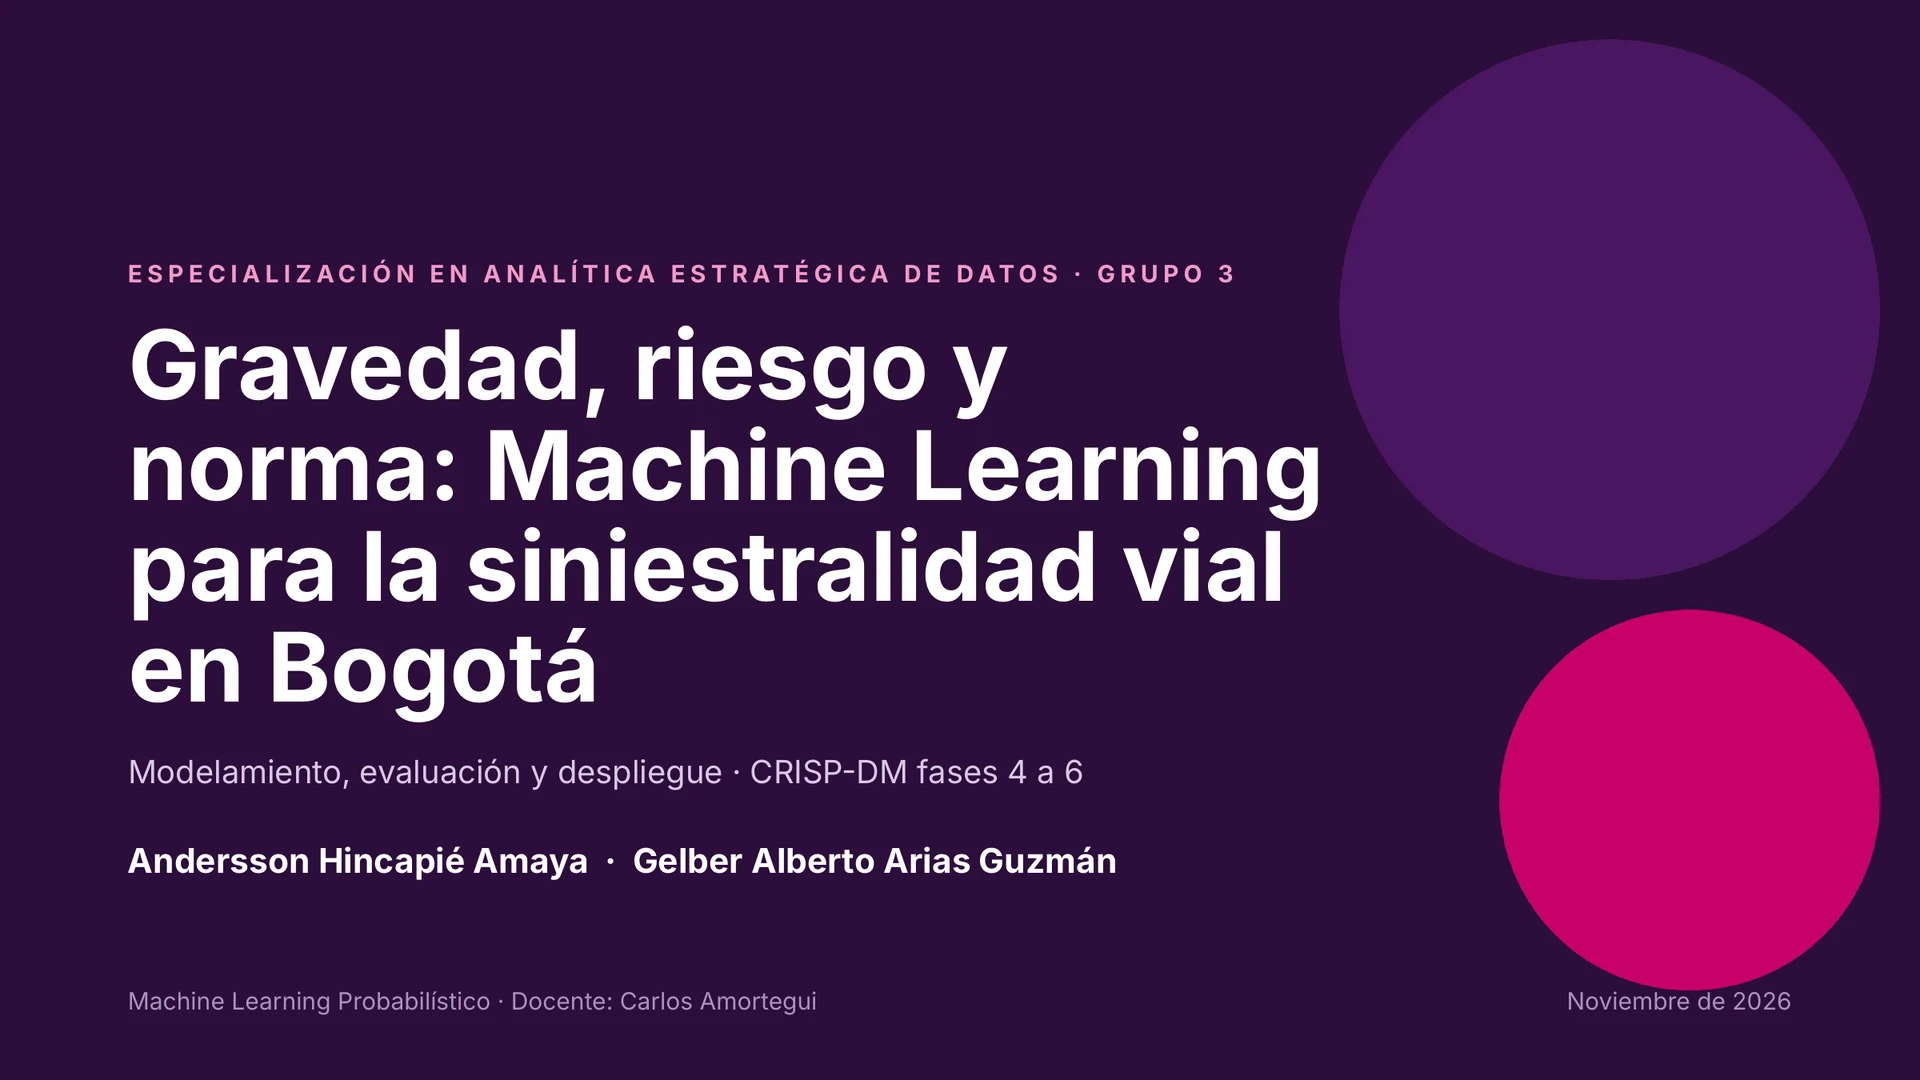 ESPECIALIZACIÓN EN ANALÍTICA ESTRATÉGICA DE DATOS · GRUPO 3
Gravedad, riesgo y
norma: Machine Learning
para la siniestralidad vial
en Bogotá
Modelamiento, evaluación y despliegue · CRISP-DM fases 4 a 6
Andersson Hincapié Amaya · Gelber Alberto Arias Guzmán
Machine Learning Probabilístico · Docente: Carlos Amortegui
Noviembre de 2026